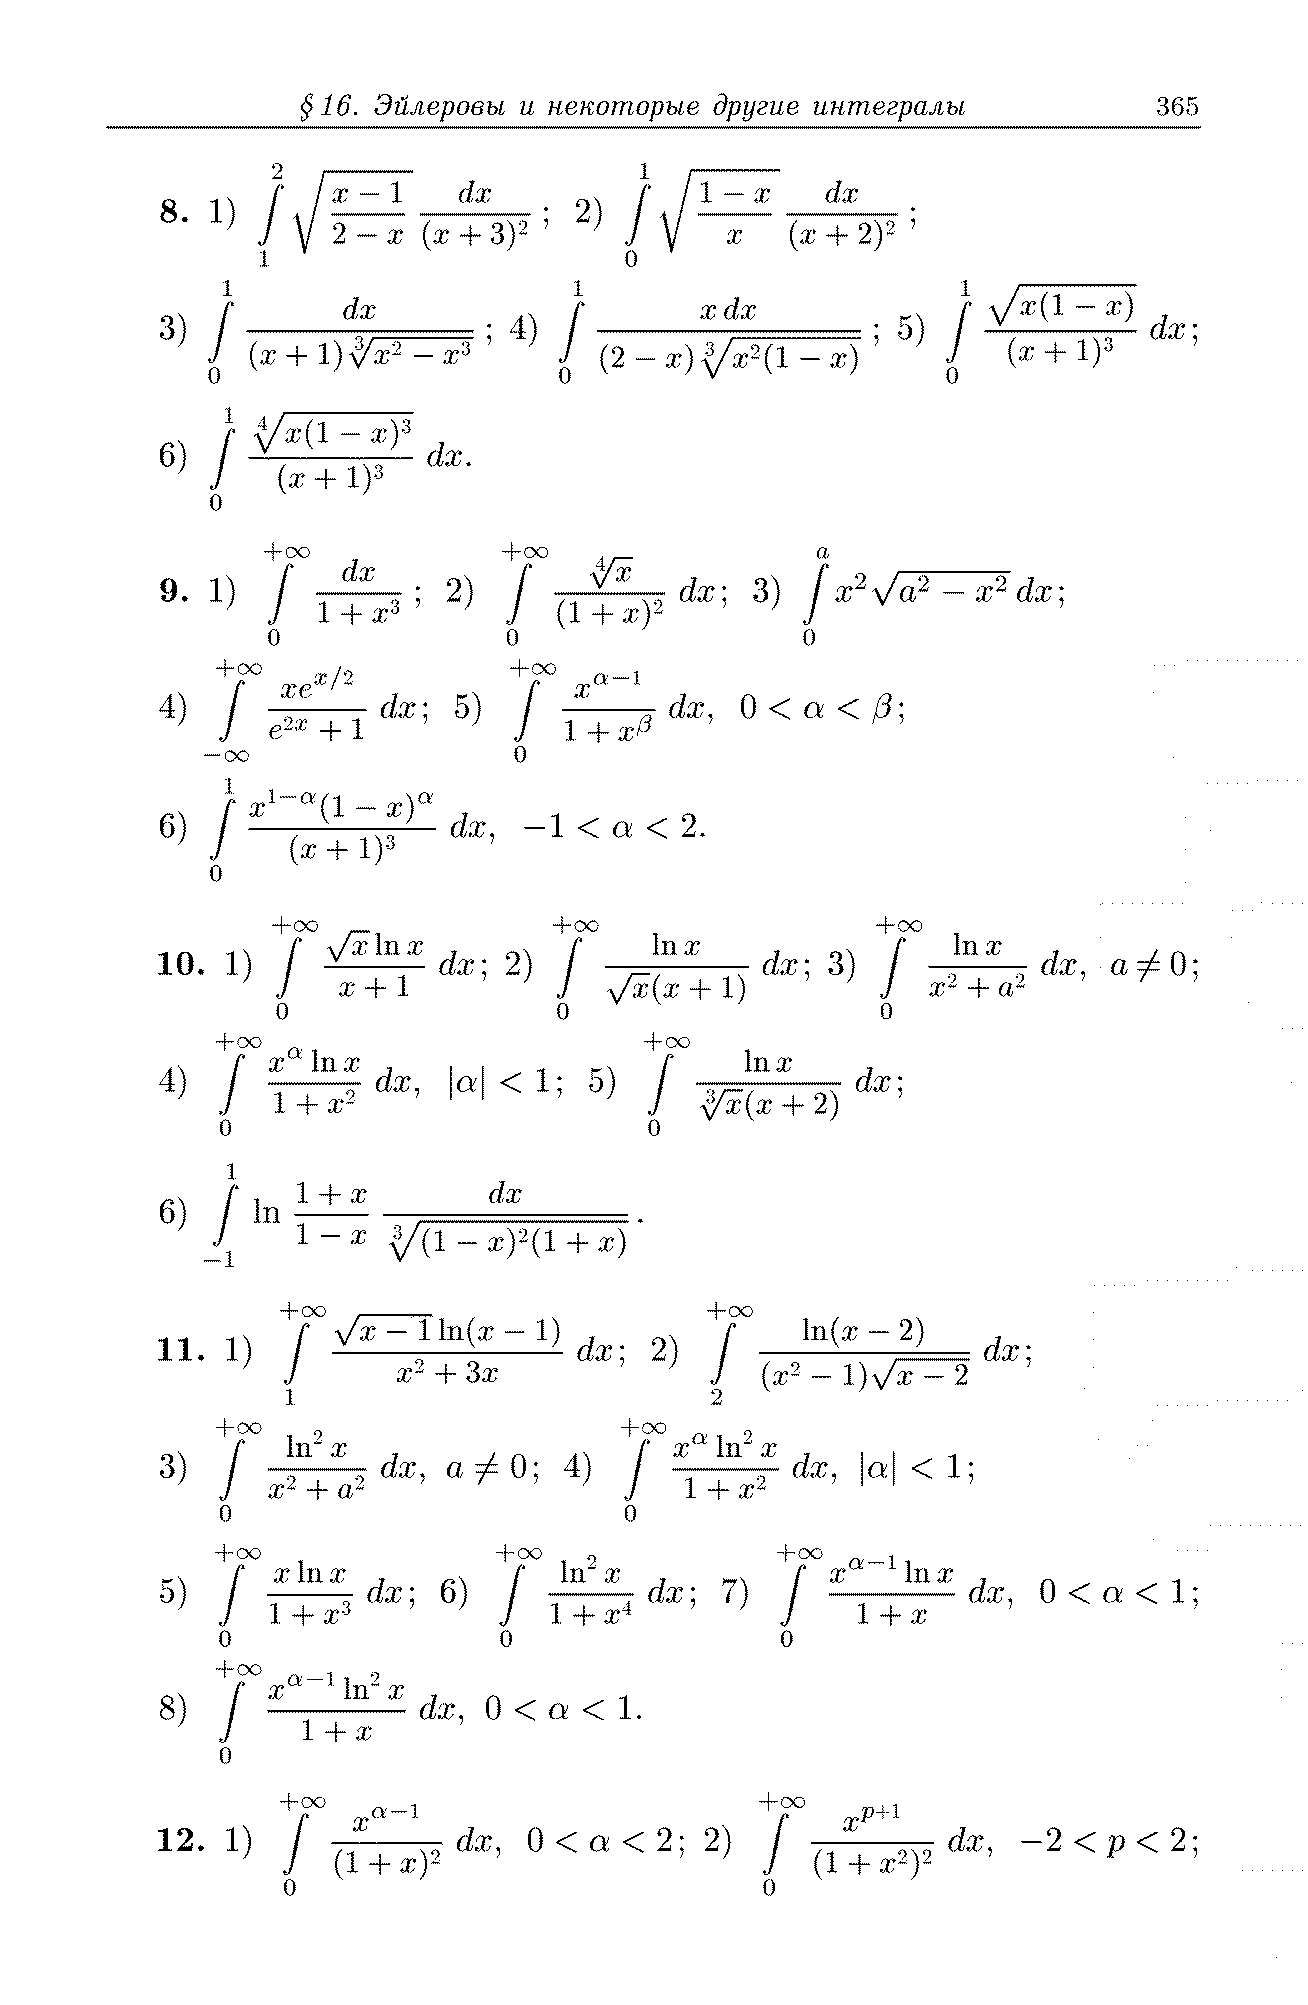 § 16. Эйлеровы и некоторые другие интегралы 365
8. 1) $\int\limits_1^2 \sqrt{\frac{x-1}{2-x}} \frac{dx}{(x+3)^2}$; 2) $\int\limits_0^1 \sqrt{\frac{1-x}{x}} \frac{dx}{(x+2)^2}$;
3) $\int\limits_0^1 \frac{dx}{(x+1)\sqrt[3]{x^2-x^3}}$; 4) $\int\limits_0^1 \frac{x\,dx}{(2-x)\sqrt[3]{x^2(1-x)}}$; 5) $\int\limits_0^1 \frac{\sqrt{x(1-x)}}{(x+1)^3} dx$;
6) $\int\limits_0^1 \frac{\sqrt[4]{x(1-x)^3}}{(x+1)^3} dx$.
9. 1) $\int\limits_0^{+\infty} \frac{dx}{1+x^3}$; 2) $\int\limits_0^{+\infty} \frac{\sqrt[4]{x}}{(1+x)^2} dx$; 3) $\int\limits_0^a x^2\sqrt{a^2-x^2}\,dx$;
4) $\int\limits_{-\infty}^{+\infty} \frac{xe^{x/2}}{e^{2x}+1} dx$; 5) $\int\limits_0^{+\infty} \frac{x^{\alpha-1}}{1+x^\beta} dx$, $0<\alpha<\beta$;
6) $\int\limits_0^1 \frac{x^{1-\alpha}(1-x)^\alpha}{(x+1)^3} dx$, $-1<\alpha<2$.
10. 1) $\int\limits_0^{+\infty} \frac{\sqrt{x}\ln x}{x+1} dx$; 2) $\int\limits_0^{+\infty} \frac{\ln x}{\sqrt{x}(x+1)} dx$; 3) $\int\limits_0^{+\infty} \frac{\ln x}{x^2+a^2} dx$, $a\neq 0$;
4) $\int\limits_0^{+\infty} \frac{x^\alpha \ln x}{1+x^2} dx$, $|\alpha|<1$; 5) $\int\limits_0^{+\infty} \frac{\ln x}{\sqrt[3]{x}(x+2)} dx$;
6) $\int\limits_{-1}^1 \ln\frac{1+x}{1-x} \frac{dx}{\sqrt[3]{(1-x)^2(1+x)}}$.
11. 1) $\int\limits_1^{+\infty} \frac{\sqrt{x-1}\ln(x-1)}{x^2+3x} dx$; 2) $\int\limits_2^{+\infty} \frac{\ln(x-2)}{(x^2-1)\sqrt{x-2}} dx$;
3) $\int\limits_0^{+\infty} \frac{\ln^2 x}{x^2+a^2} dx$, $a\neq 0$; 4) $\int\limits_0^{+\infty} \frac{x^\alpha \ln^2 x}{1+x^2} dx$, $|\alpha|<1$;
5) $\int\limits_0^{+\infty} \frac{x\ln x}{1+x^3} dx$; 6) $\int\limits_0^{+\infty} \frac{\ln^2 x}{1+x^4} dx$; 7) $\int\limits_0^{+\infty} \frac{x^{\alpha-1}\ln x}{1+x} dx$, $0<\alpha<1$;
8) $\int\limits_0^{+\infty} \frac{x^{\alpha-1}\ln^2 x}{1+x} dx$, $0<\alpha<1$.
12. 1) $\int\limits_0^{+\infty} \frac{x^{\alpha-1}}{(1+x)^2} dx$, $0<\alpha<2$; 2) $\int\limits_0^{+\infty} \frac{x^{p+1}}{(1+x^2)^2} dx$, $-2<p<2$;